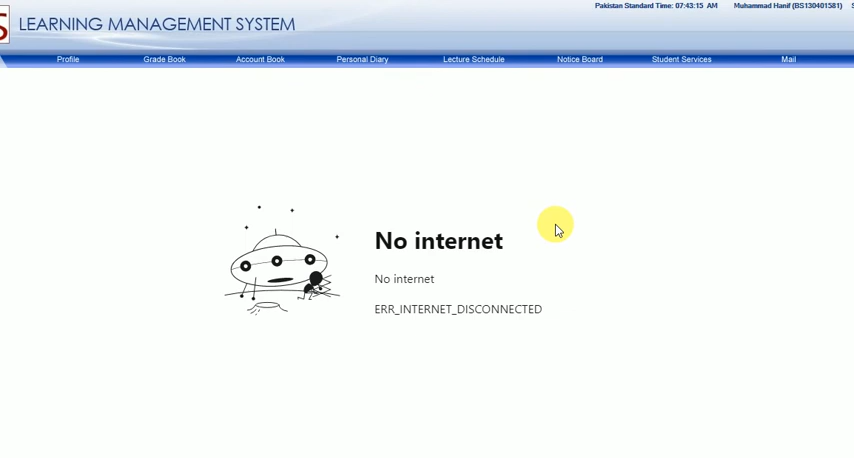 Pakistan Standard Time: 07:43:15 AM Muhammad Hanif (BS130401581) S
S LEARNING MANAGEMENT SYSTEM
Profile Grade Book Account Book Personal Diary Lecture Schedule Notice Board Student Services Mail
No internet
No internet
ERR_INTERNET_DISCONNECTED